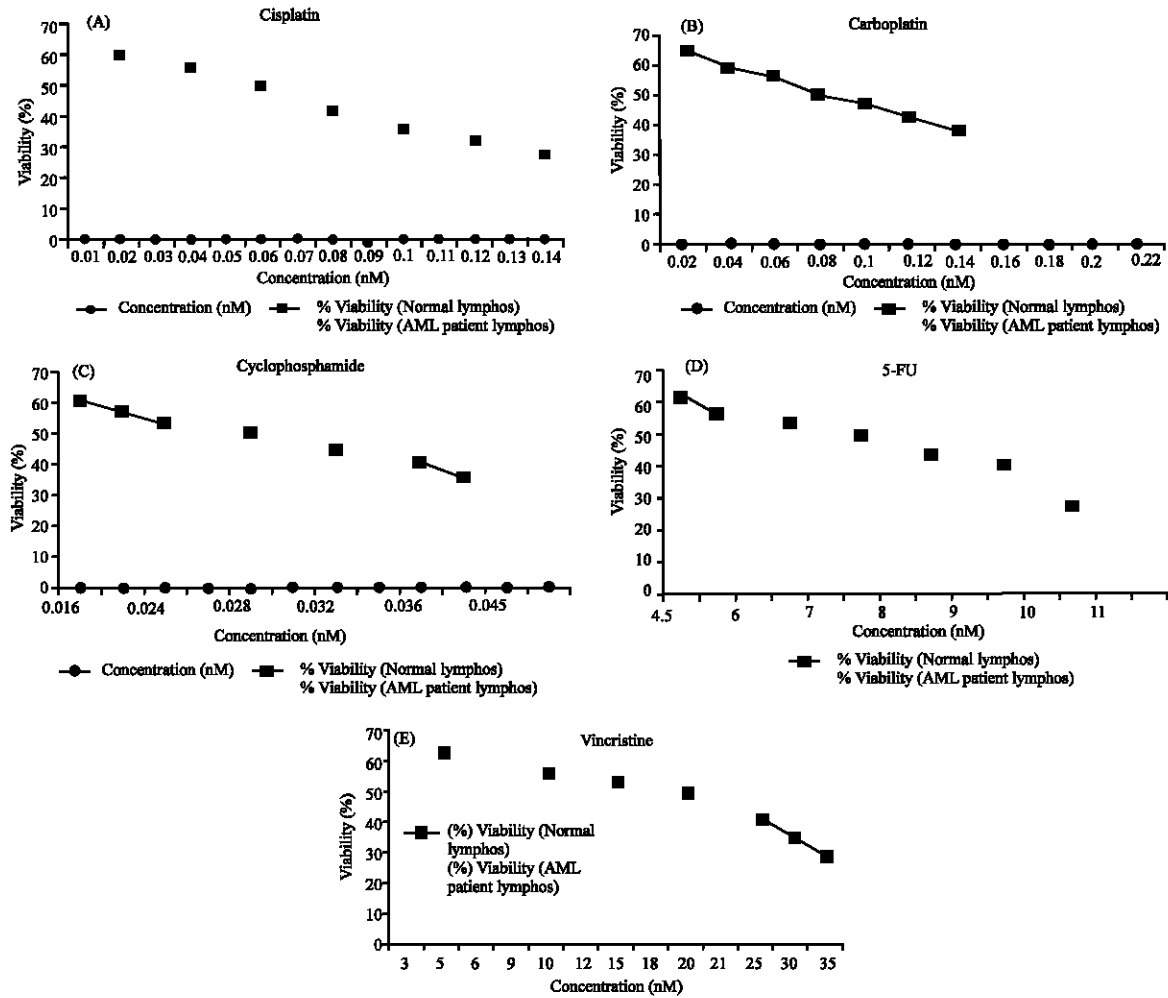 (A)
Cisplatin
Viability (%)
70
60
50
40
30
20
10
0
0.01 0.02 0.03 0.04 0.05 0.06 0.07 0.08 0.09 0.1 0.11 0.12 0.13 0.14
Concentration (nM)
Concentration (nM) % Viability (Normal lymphos)
% Viability (AML patient lymphos)
(B)
Carboplatin
Viability (%)
70
60
50
40
30
20
10
0
0.02 0.04 0.06 0.08 0.1 0.12 0.14 0.16 0.18 0.2 0.22
Concentration (nM)
Concentration (nM) % Viability (Normal lymphos)
% Viability (AML patient lymphos)
(C)
Cyclophosphamide
Viability (%)
70
60
50
40
30
20
10
0
0.016 0.024 0.028 0.032 0.036 0.045
Concentration (nM)
Concentration (nM) % Viability (Normal lymphos)
% Viability (AML patient lymphos)
(D)
5-FU
Viability (%)
70
60
50
40
30
20
10
0
4.5 6 7 8 9 10 11
Concentration (nM)
% Viability (Normal lymphos)
% Viability (AML patient lymphos)
(E)
Vincristine
Viability (%)
70
60
50
40
30
20
10
0
(%) Viability (Normal
lymphos)
(%) Viability (AML
patient lymphos)
3 5 6 9 10 12 15 18 20 21 25 30 35
Concentration (nM)